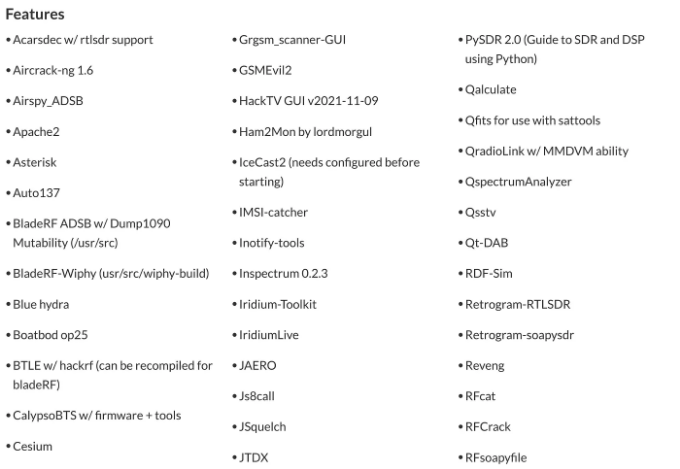 Features
• Acarsdec w/ rtlsdr support
• Aircrack-ng 1.6
• Airspy_ADSB
• Apache2
• Asterisk
• Auto137
• BladeRF ADSB w/ Dump1090
Mutability (/usr/src)
• BladeRF-Wiphy (usr/src/wiphy-build)
• Blue hydra
• Boatbod op25
• BTLE w/ hackrf (can be recompiled for
bladeRF)
• CalypsoBTS w/ firmware + tools
• Cesium
• Grgsm_scanner-GUI
• GSMEvil2
• HackTV GUI v2021-11-09
• Ham2Mon by lordmorgul
• IceCast2 (needs configured before
starting)
• IMSI-catcher
• Inotify-tools
• Inspectrum 0.2.3
• Iridium-Toolkit
• IridiumLive
• JAERO
• Js8call
• JSquelch
• JTDX
• PySDR 2.0 (Guide to SDR and DSP
using Python)
• Qalculate
• Qfits for use with sattools
• QradioLink w/ MMDVM ability
• QspectrumAnalyzer
• Qsstv
• Qt-DAB
• RDF-Sim
• Retrogram-RTLSDR
• Retrogram-soapysdr
• Reveng
• RFcat
• RFCrack
• RFsoapyfile